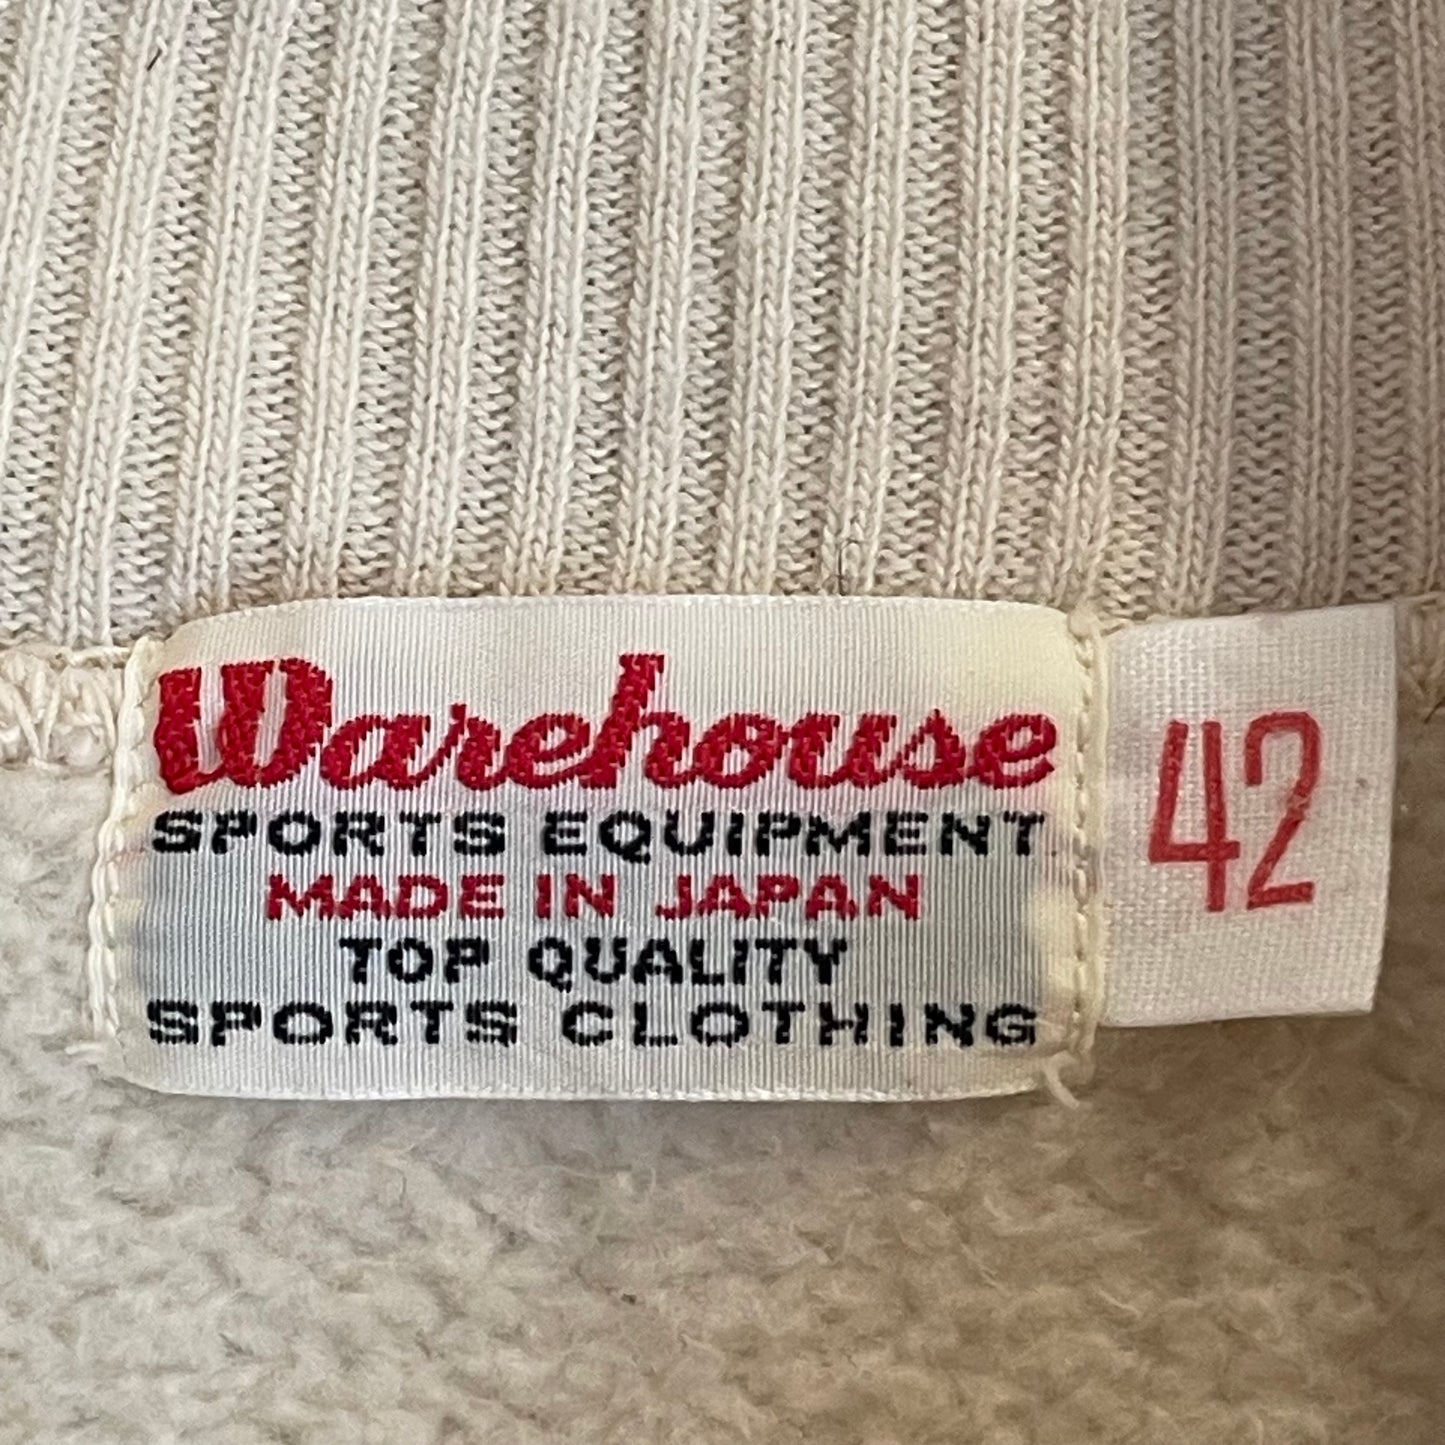 Warehouse
SPORTS EQUIPMENT
MADE IN JAPAN
TOP QUALITY
SPORTS CLOTHING
42